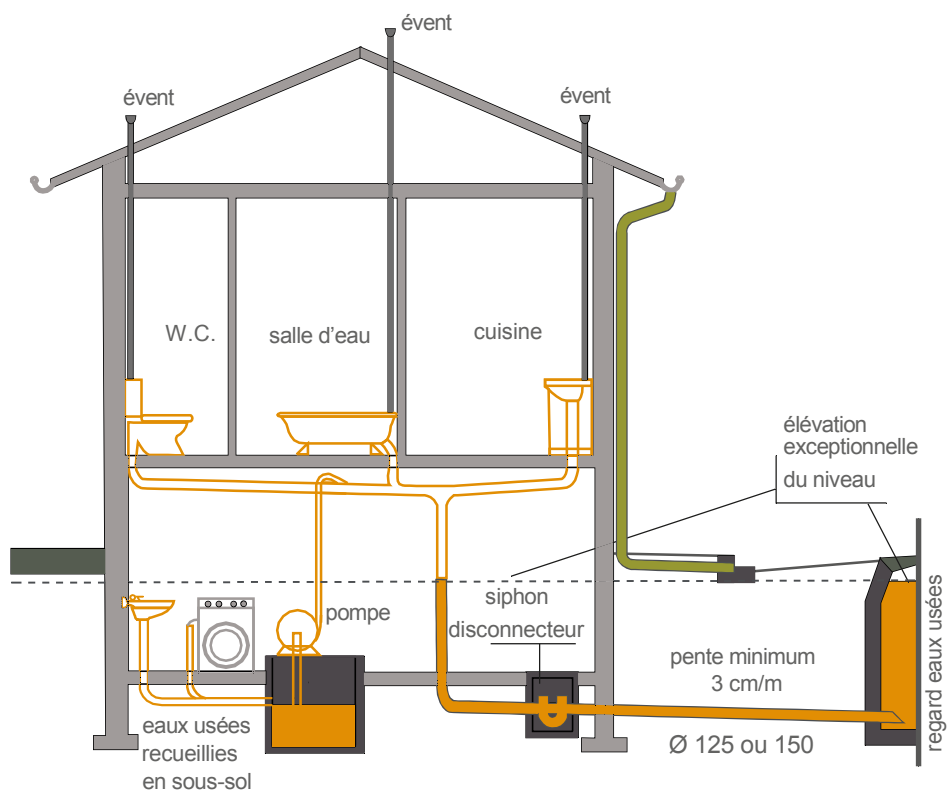 évent
évent
évent
W.C.
salle d’eau
cuisine
élévation
exceptionnelle
du niveau
siphon
disconnecteur
pompe
pente minimum
3 cm/m
Ø 125 ou 150
regard eaux usées
eaux usées
recueillies
en sous-sol